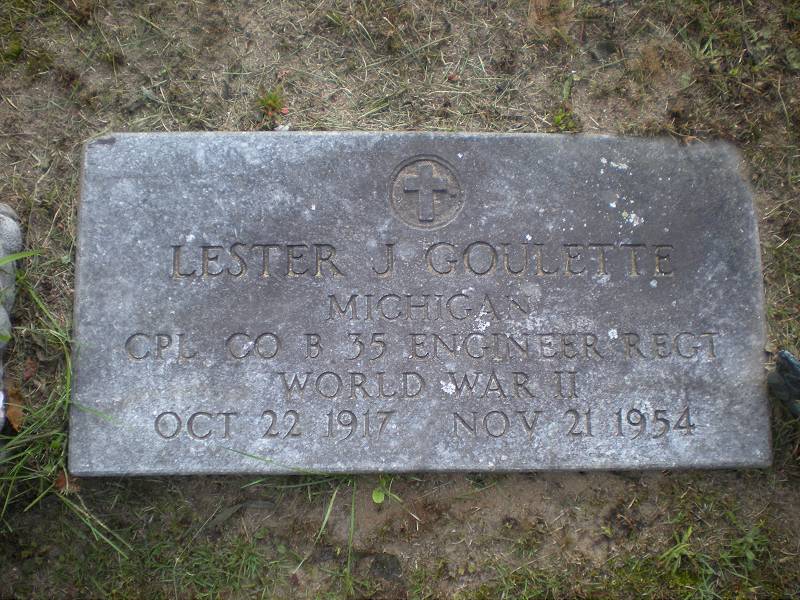 LESTER J GOULETTE
MICHIGAN
CPL CO B 35 ENGINEER REGT
WORLD WAR II
OCT 22 1917 NOV 21 1954